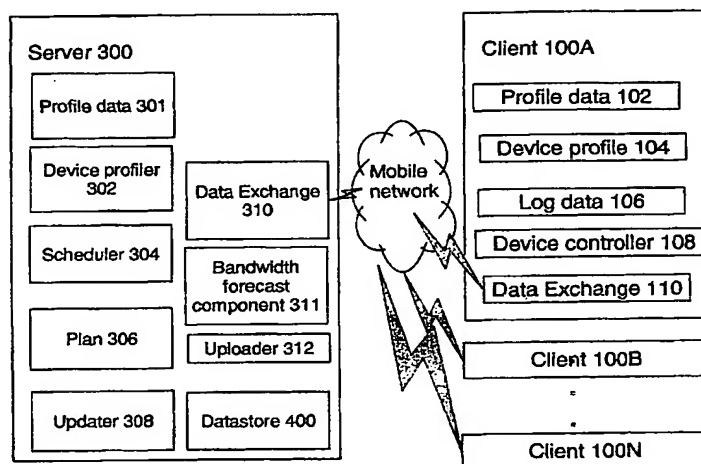 Server 300
Profile data 301
Device profiler
302
Scheduler 304
Plan 306
Updater 308
Data Exchange
310
Bandwidth
forecast
component
311
Uploader 312
Datastore 400
Mobile
network
Client 100A
Profile data 102
Device profile 104
Log data 106
Device controller 108
Data Exchange 110
Client 100B
Client 100N